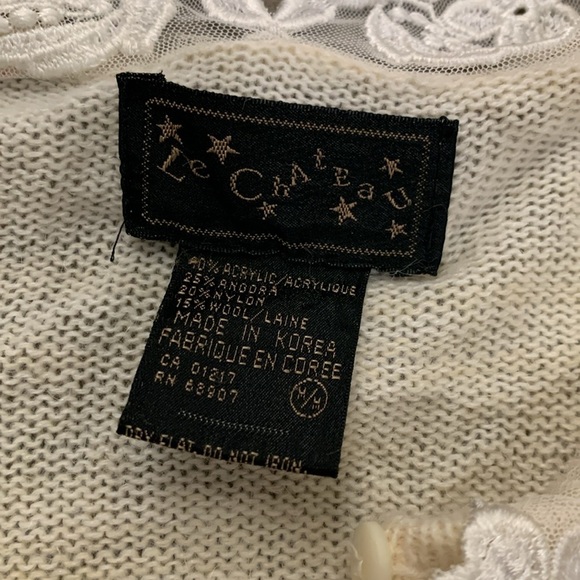 Le ChAtEaU
40% ACRYLIC/ACRYLIQUE
25% ANGORA
20% NYLON
15% WOOL/LAINE
MADE IN KOREA
FABRIQUE EN COREE
CA 01217
RN 63907
M/M
DRY FLAT. DO NOT IRON.